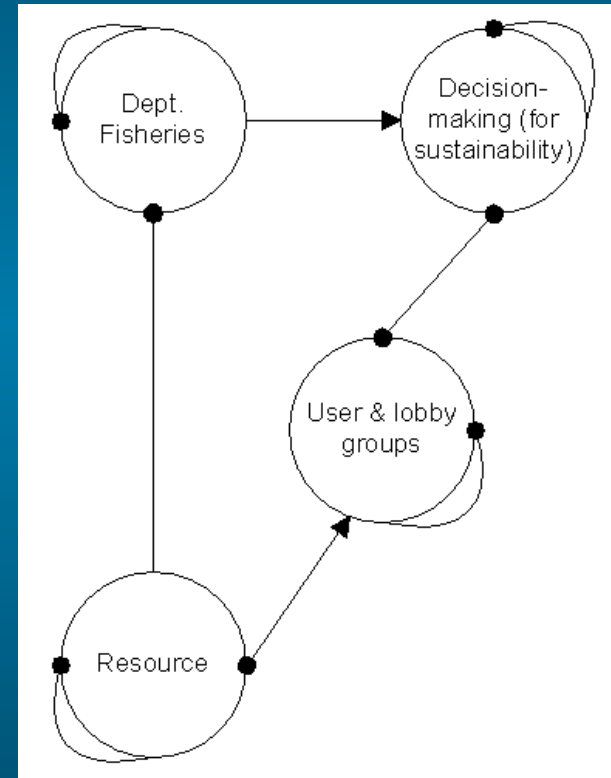 Dept.
Fisheries
Decision-
making (for
sustainability)
User & lobby
groups
Resource